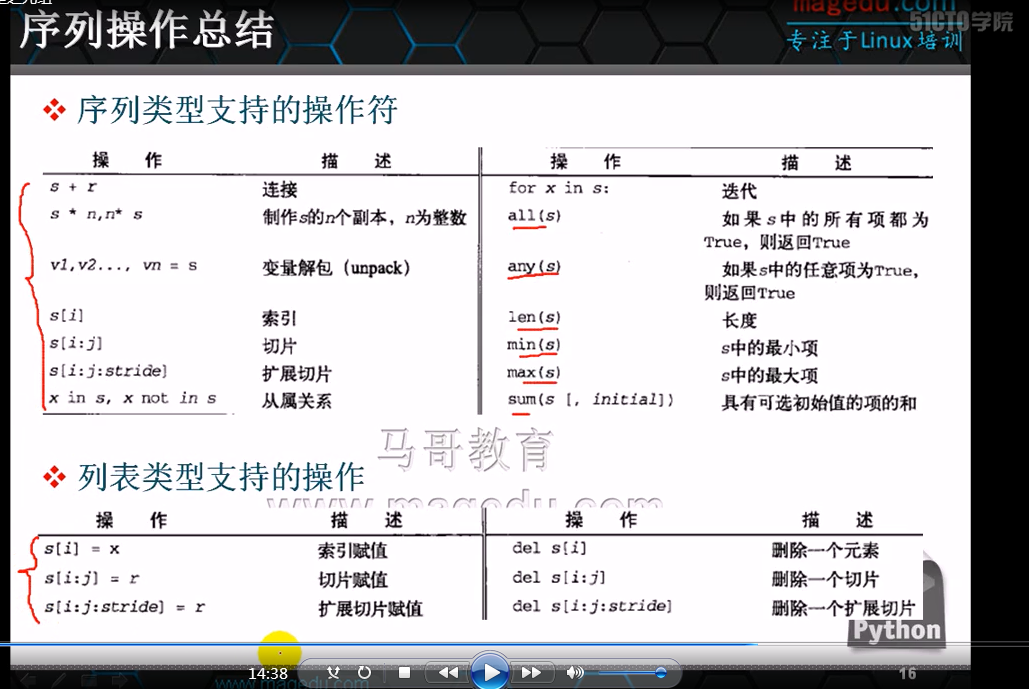 序列操作总结
magedu.com
51CTO学院
专注于Linux培训
序列类型支持的操作符
操 作 描 述 操 作 描 述
s + r 连接 for x in s: 迭代
s * n,n* s 制作s的n个副本，n为整数 all(s) 如果s中的所有项都为
True，则返回True
v1,v2..., vn = s 变量解包（unpack） any(s) 如果s中的任意项为True，
则返回True
s[i] 索引 len(s) 长度
s[i:j] 切片 min(s) s中的最小项
s[i:j:stride] 扩展切片 max(s) s中的最大项
x in s, x not in s 从属关系 sum(s [, initial]) 具有可选初始值的项的和
马哥教育
www.magedu.com
列表类型支持的操作
操 作 描 述 操 作 描 述
s[i] = x 索引赋值 del s[i] 删除一个元素
s[i:j] = r 切片赋值 del s[i:j] 删除一个切片
s[i:j:stride] = r 扩展切片赋值 del s[i:j:stride] 删除一个扩展切片
Python
14:38
www.magedu.com
16